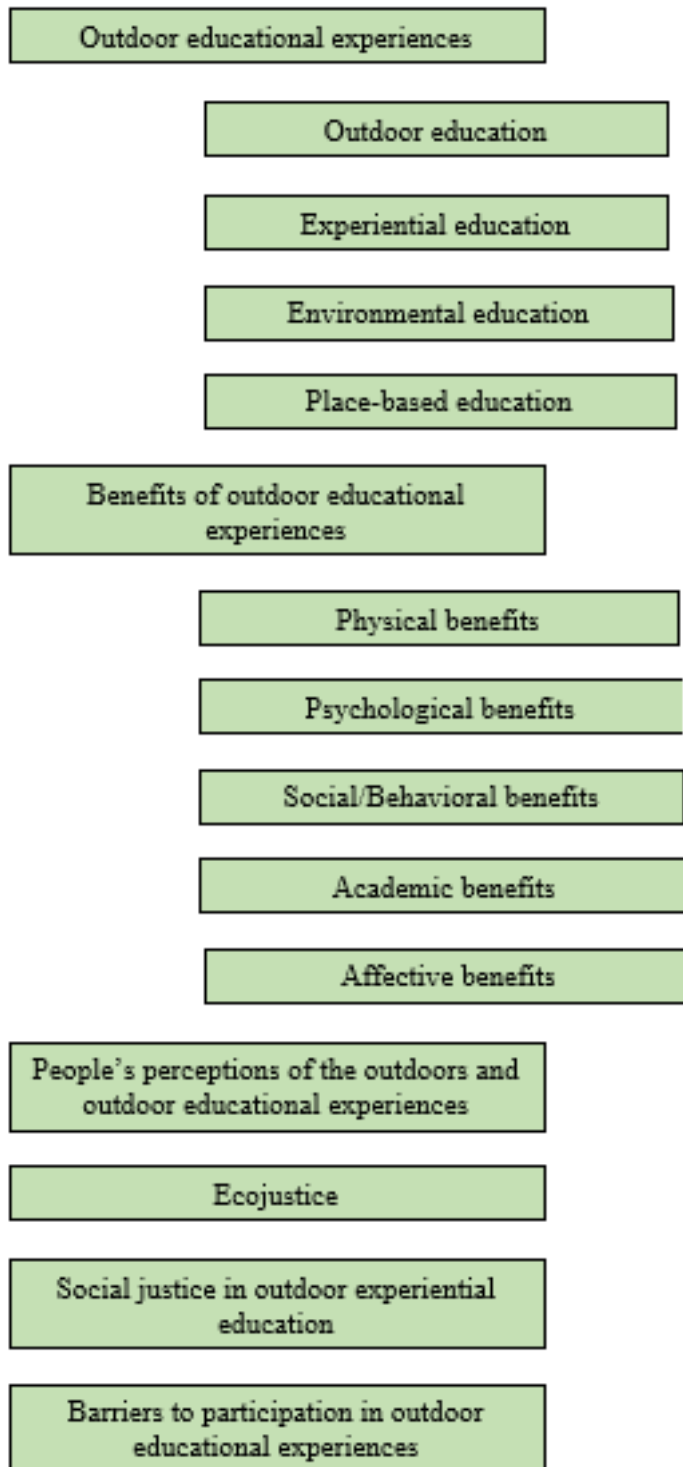 Outdoor educational experiences
Outdoor education
Experiential education
Environmental education
Place-based education
Benefits of outdoor educational
experiences
Physical benefits
Psychological benefits
Social/Behavioral benefits
Academic benefits
Affective benefits
People’s perceptions of the outdoors and
outdoor educational experiences
Ecojustice
Social justice in outdoor experiential
education
Barriers to participation in outdoor
educational experiences